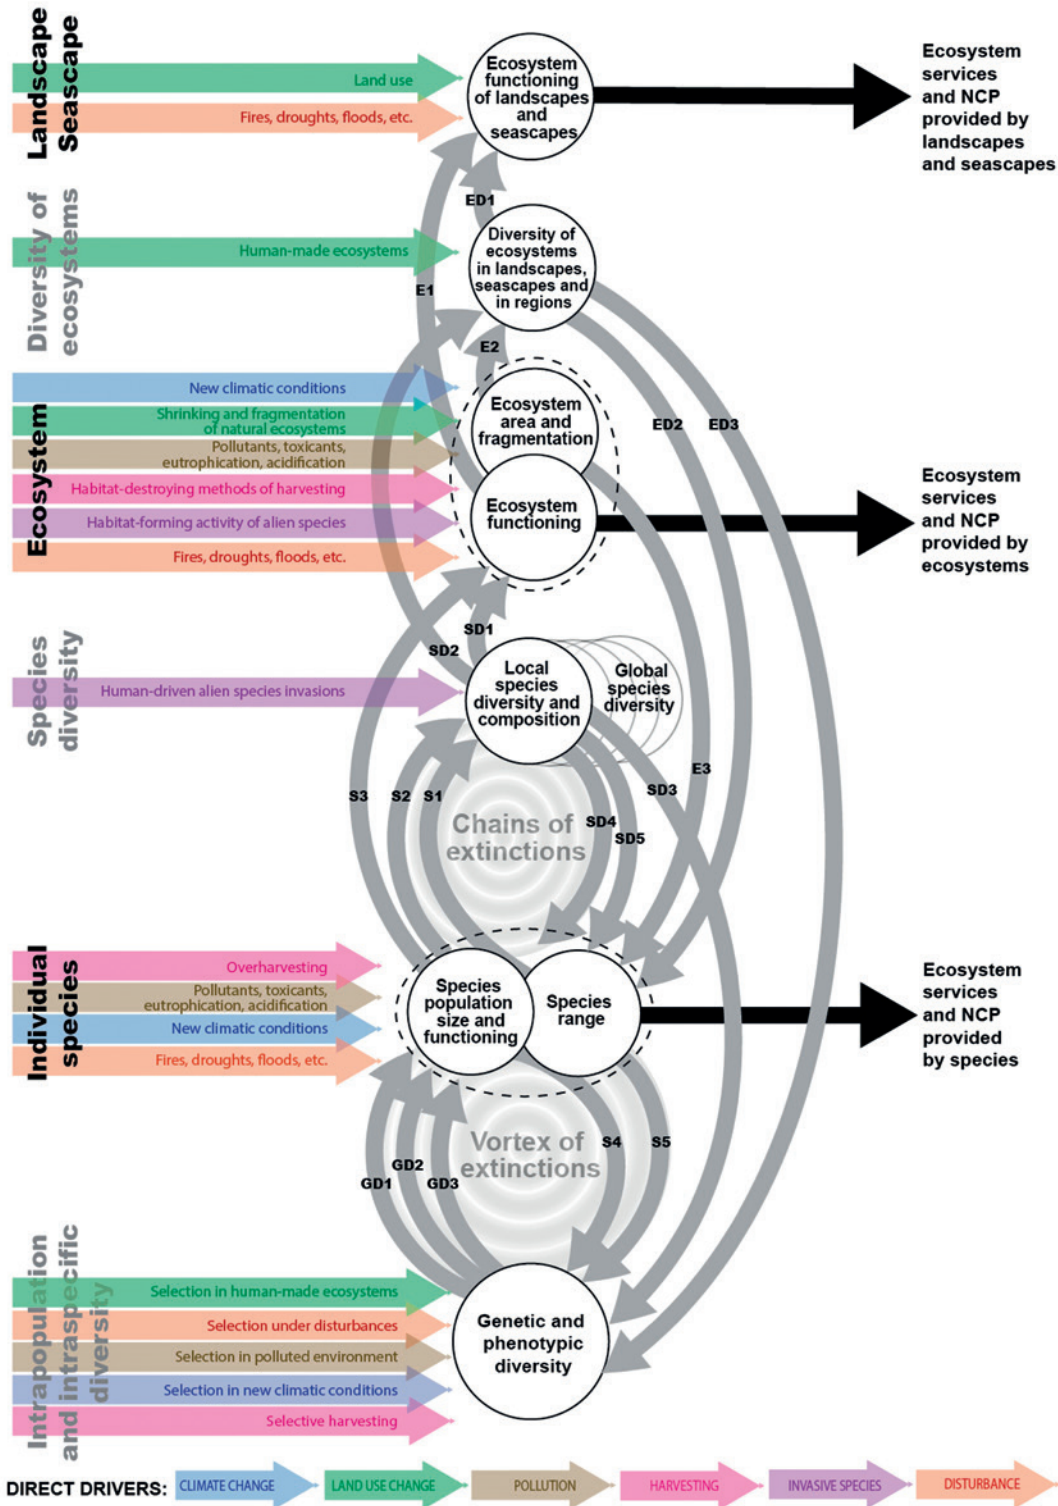 Landscape
Seascape
Land use
Fires, droughts, floods, etc.
Ecosystem
functioning
of landscapes
and
seascapes
Ecosystem
services
and NCP
provided by
landscapes
and seascapes
ED1
Diversity of
ecosystems
Human-made ecosystems
Diversity of
ecosystems
in landscapes,
seascapes and
in regions
E1
E2
Ecosystem
New climatic conditions
Shrinking and fragmentation
of natural ecosystems
Pollutants, toxicants,
eutrophication, acidification
Habitat-destroying methods of harvesting
Habitat-forming activity of alien species
Fires, droughts, floods, etc.
Ecosystem
area and
fragmentation
Ecosystem
functioning
ED2
ED3
Ecosystem
services
and NCP
provided by
ecosystems
SD1
SD2
Species
diversity
Human-driven alien species invasions
Local
species
diversity and
composition
Global
species
diversity
S3
S2
S1
E3
SD3
SD4
SD5
Chains of
extinctions
Individual
species
Overharvesting
Pollutants, toxicants,
eutrophication, acidification
New climatic conditions
Fires, droughts, floods, etc.
Species
population
size and
functioning
Species
range
Ecosystem
services
and NCP
provided
by species
Vortex of
extinctions
GD1
GD2
GD3
S4
S5
Intrapopulation
and intraspecific
diversity
Selection in human-made ecosystems
Selection under disturbances
Selection in polluted environment
Selection in new climatic conditions
Selective harvesting
Genetic and
phenotypic
diversity
DIRECT DRIVERS: CLIMATE CHANGE LAND USE CHANGE POLLUTION HARVESTING INVASIVE SPECIES DISTURBANCE